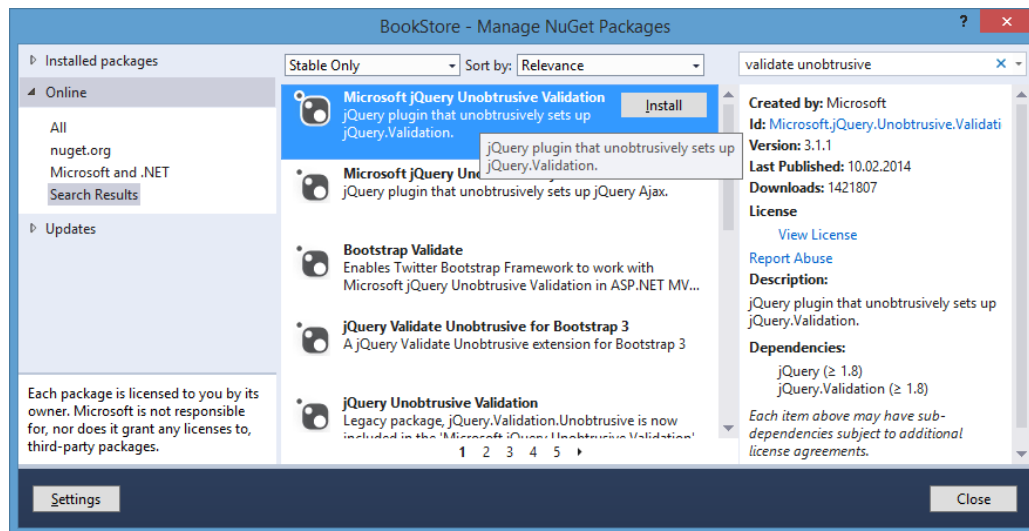 BookStore - Manage NuGet Packages
?
Installed packages
Online
All
nuget.org
Microsoft and .NET
Search Results
Updates
Each package is licensed to you by its
owner. Microsoft is not responsible
for, nor does it grant any licenses to,
third-party packages.
Stable Only
Sort by: Relevance
Microsoft jQuery Unobtrusive Validation
jQuery plugin that unobtrusively sets up
jQuery.Validation.
Install
jQuery plugin that unobtrusively sets up
jQuery.Validation.
Microsoft jQuery Un
jQuery plugin that unobtrusively sets up jQuery Ajax.
Bootstrap Validate
Enables Twitter Bootstrap Framework to work with
Microsoft jQuery Unobtrusive Validation in ASP.NET MV...
jQuery Validate Unobtrusive for Bootstrap 3
A jQuery Validate Unobtrusive extension for Bootstrap 3
jQuery Unobtrusive Validation
Legacy package, jQuery.Validation.Unobtrusive is now
included in the 'Microsoft jQuery Unobtrusive Validation'
1 2 3 4 5
validate unobtrusive
Created by: Microsoft
Id: Microsoft.jQuery.Unobtrusive.Validati
Version: 3.1.1
Last Published: 10.02.2014
Downloads: 1421807
License
View License
Report Abuse
Description:
jQuery plugin that unobtrusively sets up
jQuery.Validation.
Dependencies:
jQuery (≥ 1.8)
jQuery.Validation (≥ 1.8)
Each item above may have sub-
dependencies subject to additional
license agreements.
Settings
Close